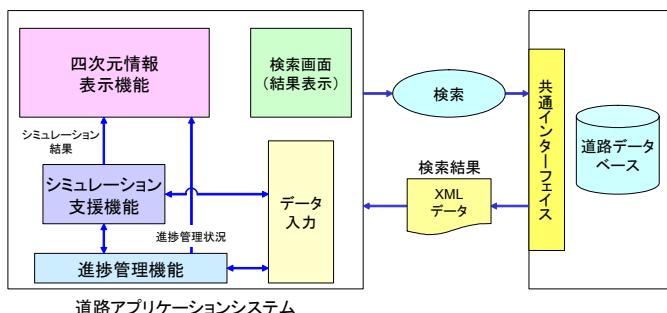 四次元情報
表示機能
検索画面
（結果表示）
検索
共通インターフェイス
道路データ
ベース
シミュレーション
結果
シミュレーション
支援機能
データ
入力
検索結果
XML
データ
進捗管理状況
進捗管理機能
道路アプリケーションシステム